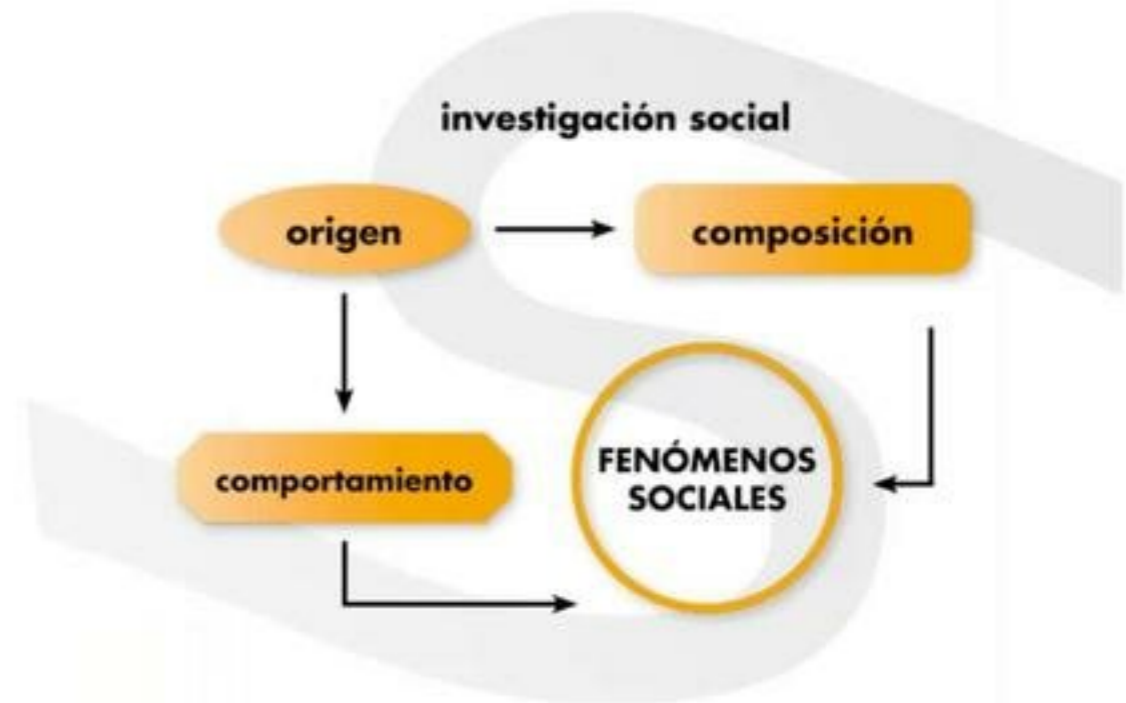 investigación social
origen
composición
comportamiento
FENÓMENOS
SOCIALES